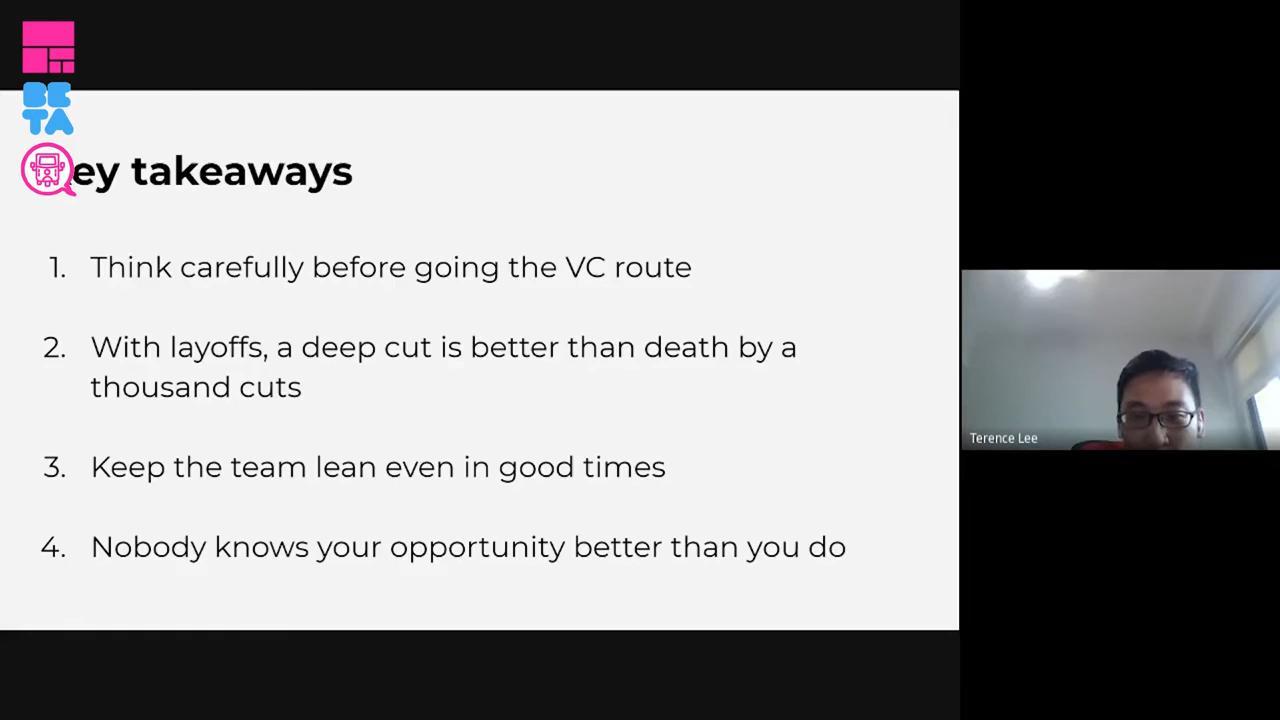 BE
TA
ey takeaways
1. Think carefully before going the VC route
2. With layoffs, a deep cut is better than death by a
thousand cuts
3. Keep the team lean even in good times
4. Nobody knows your opportunity better than you do
Terence Lee